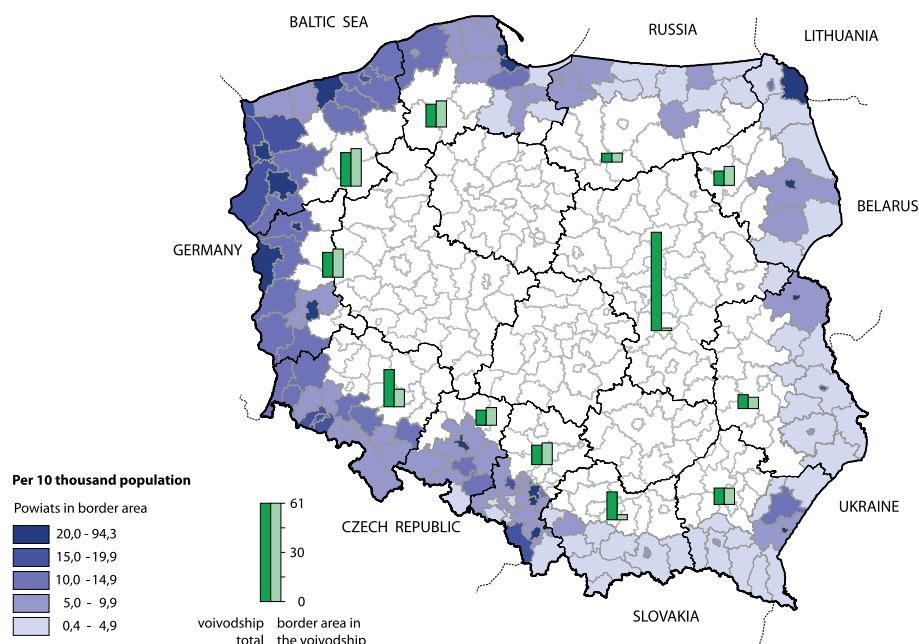 BALTIC SEA
RUSSIA
LITHUANIA
BELARUS
GERMANY
UKRAINE
CZECH REPUBLIC
SLOVAKIA
Per 10 thousand population
Powiats in border area
20,0 - 94,3
15,0 - 19,9
10,0 - 14,9
5,0 - 9,9
0,4 - 4,9
61
30
0
voivodship total
border area in the voivodship